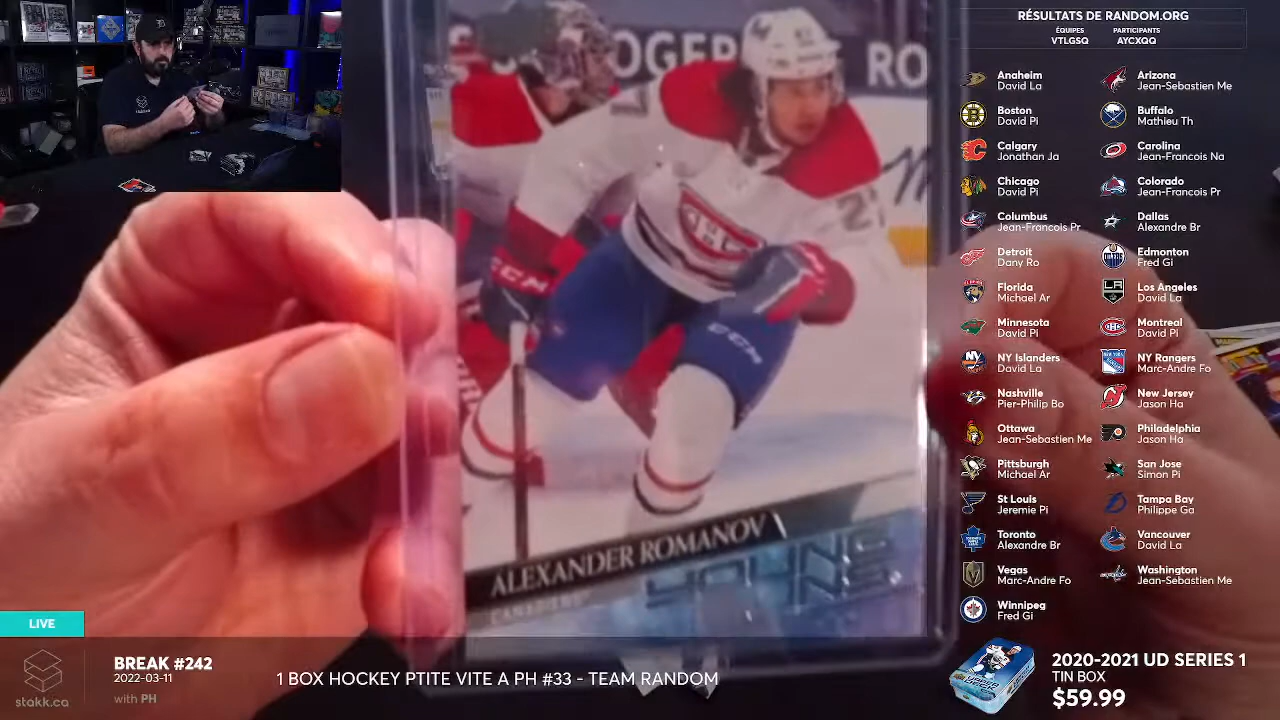 RÉSULTATS DE RANDOM.ORG
ÉQUIPES
VTLGSQ
PARTICIPANTS
AYCXQQ
Anaheim
David La
Arizona
Jean-Sebastien Me
Boston
David Pi
Buffalo
Mathieu Th
Calgary
Jonathan Ja
Carolina
Jean-Francois Na
Chicago
David Pi
Colorado
Jean-Francois Pr
Columbus
Jean-Francois Pr
Dallas
Alexandre Br
Detroit
Dany Ro
Edmonton
Fred Gi
Florida
Michael Ar
Los Angeles
David La
Minnesota
David Pi
Montreal
David Pi
NY Islanders
David La
NY Rangers
Marc-Andre Fo
Nashville
Pier-Philip Bo
New Jersey
Jason Ha
Ottawa
Jean-Sebastien Me
Philadelphia
Jason Ha
Pittsburgh
Michael Ar
San Jose
Simon Pi
St Louis
Jeremie Pi
Tampa Bay
Philippe Ga
Toronto
Alexandre Br
Vancouver
David La
Vegas
Marc-Andre Fo
Washington
Jean-Sebastien Me
Winnipeg
Fred Gi
ROGER
RO
CCM
CCM
ALEXANDER ROMANOV
CANADIENS
YOUNG
GUNS
LIVE
stakk.ca
BREAK #242
2022-03-11
with PH
1 BOX HOCKEY PTITE VITE A PH #33 - TEAM RANDOM
2020-2021 UD SERIES 1
TIN BOX
$59.99